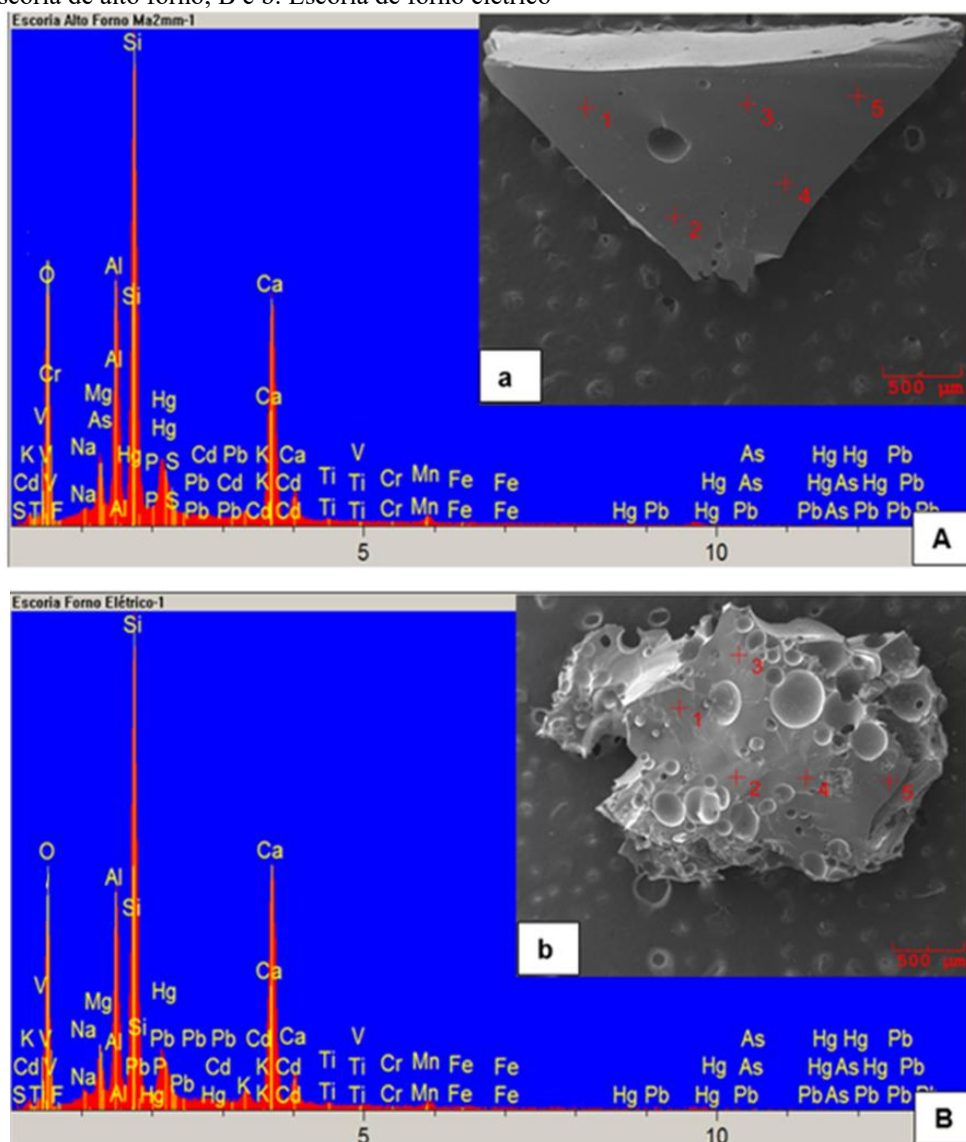 escoria de alto forno; B e b: Escoria de forno elétrico
Escoria Alto Forno Ma2mm-1
Si
O Al Si Ca
Cr Al Ca
V Mg As Hg Hg
K V Na Hg P S Cd Pb K Ca Ti V Cr Mn Fe Fe As Hg Hg Pb
Cd V Na Pb Cd K Cd Ti Hg As Hg As Hg Pb
S Ti F Al P S Pb Pb Cd Cd Ti Ti Cr Mn Fe Fe Hg Pb Hg Pb Pb As Pb Pb Pb
5 10
1 3 5
4
2
500 µm
a
A
Escoria Forno Elétrico-1
Si
O Al Si Ca
V Mg Hg Ca
K V Na Al Si Pb Pb Pb Cd Ca Ti V Cr Mn Fe Fe As Hg Hg Pb
Cd V Na Pb P Pb Cd K Cd Ti Hg As Hg As Hg Pb
S Ti F Al Hg Hg K K Cd Ti Ti Cr Mn Fe Fe Hg Pb Hg Pb Pb As Pb Pb
5 10
3
1
2 4 5
500 µm
b
B